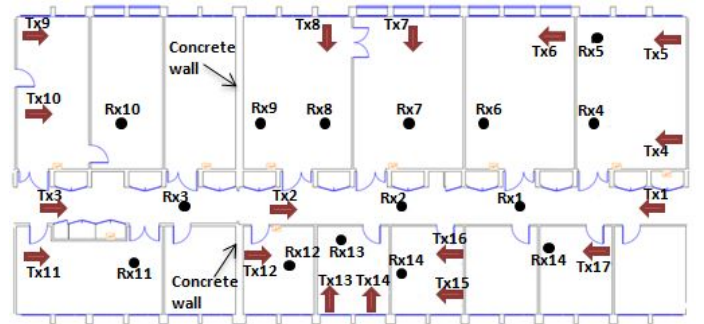 Tx9
Tx8
Tx7
Tx6
Rx5
Tx5
Concrete
wall
Tx10
Rx10
Rx9
Rx8
Rx7
Rx6
Rx4
Tx4
Tx3
Rx3
Tx2
Rx2
Rx1
Tx1
Tx11
Rx11
Concrete
wall
Tx12
Rx12
Rx13
Tx13
Tx14
Rx14
Tx16
Tx15
Rx14
Tx17